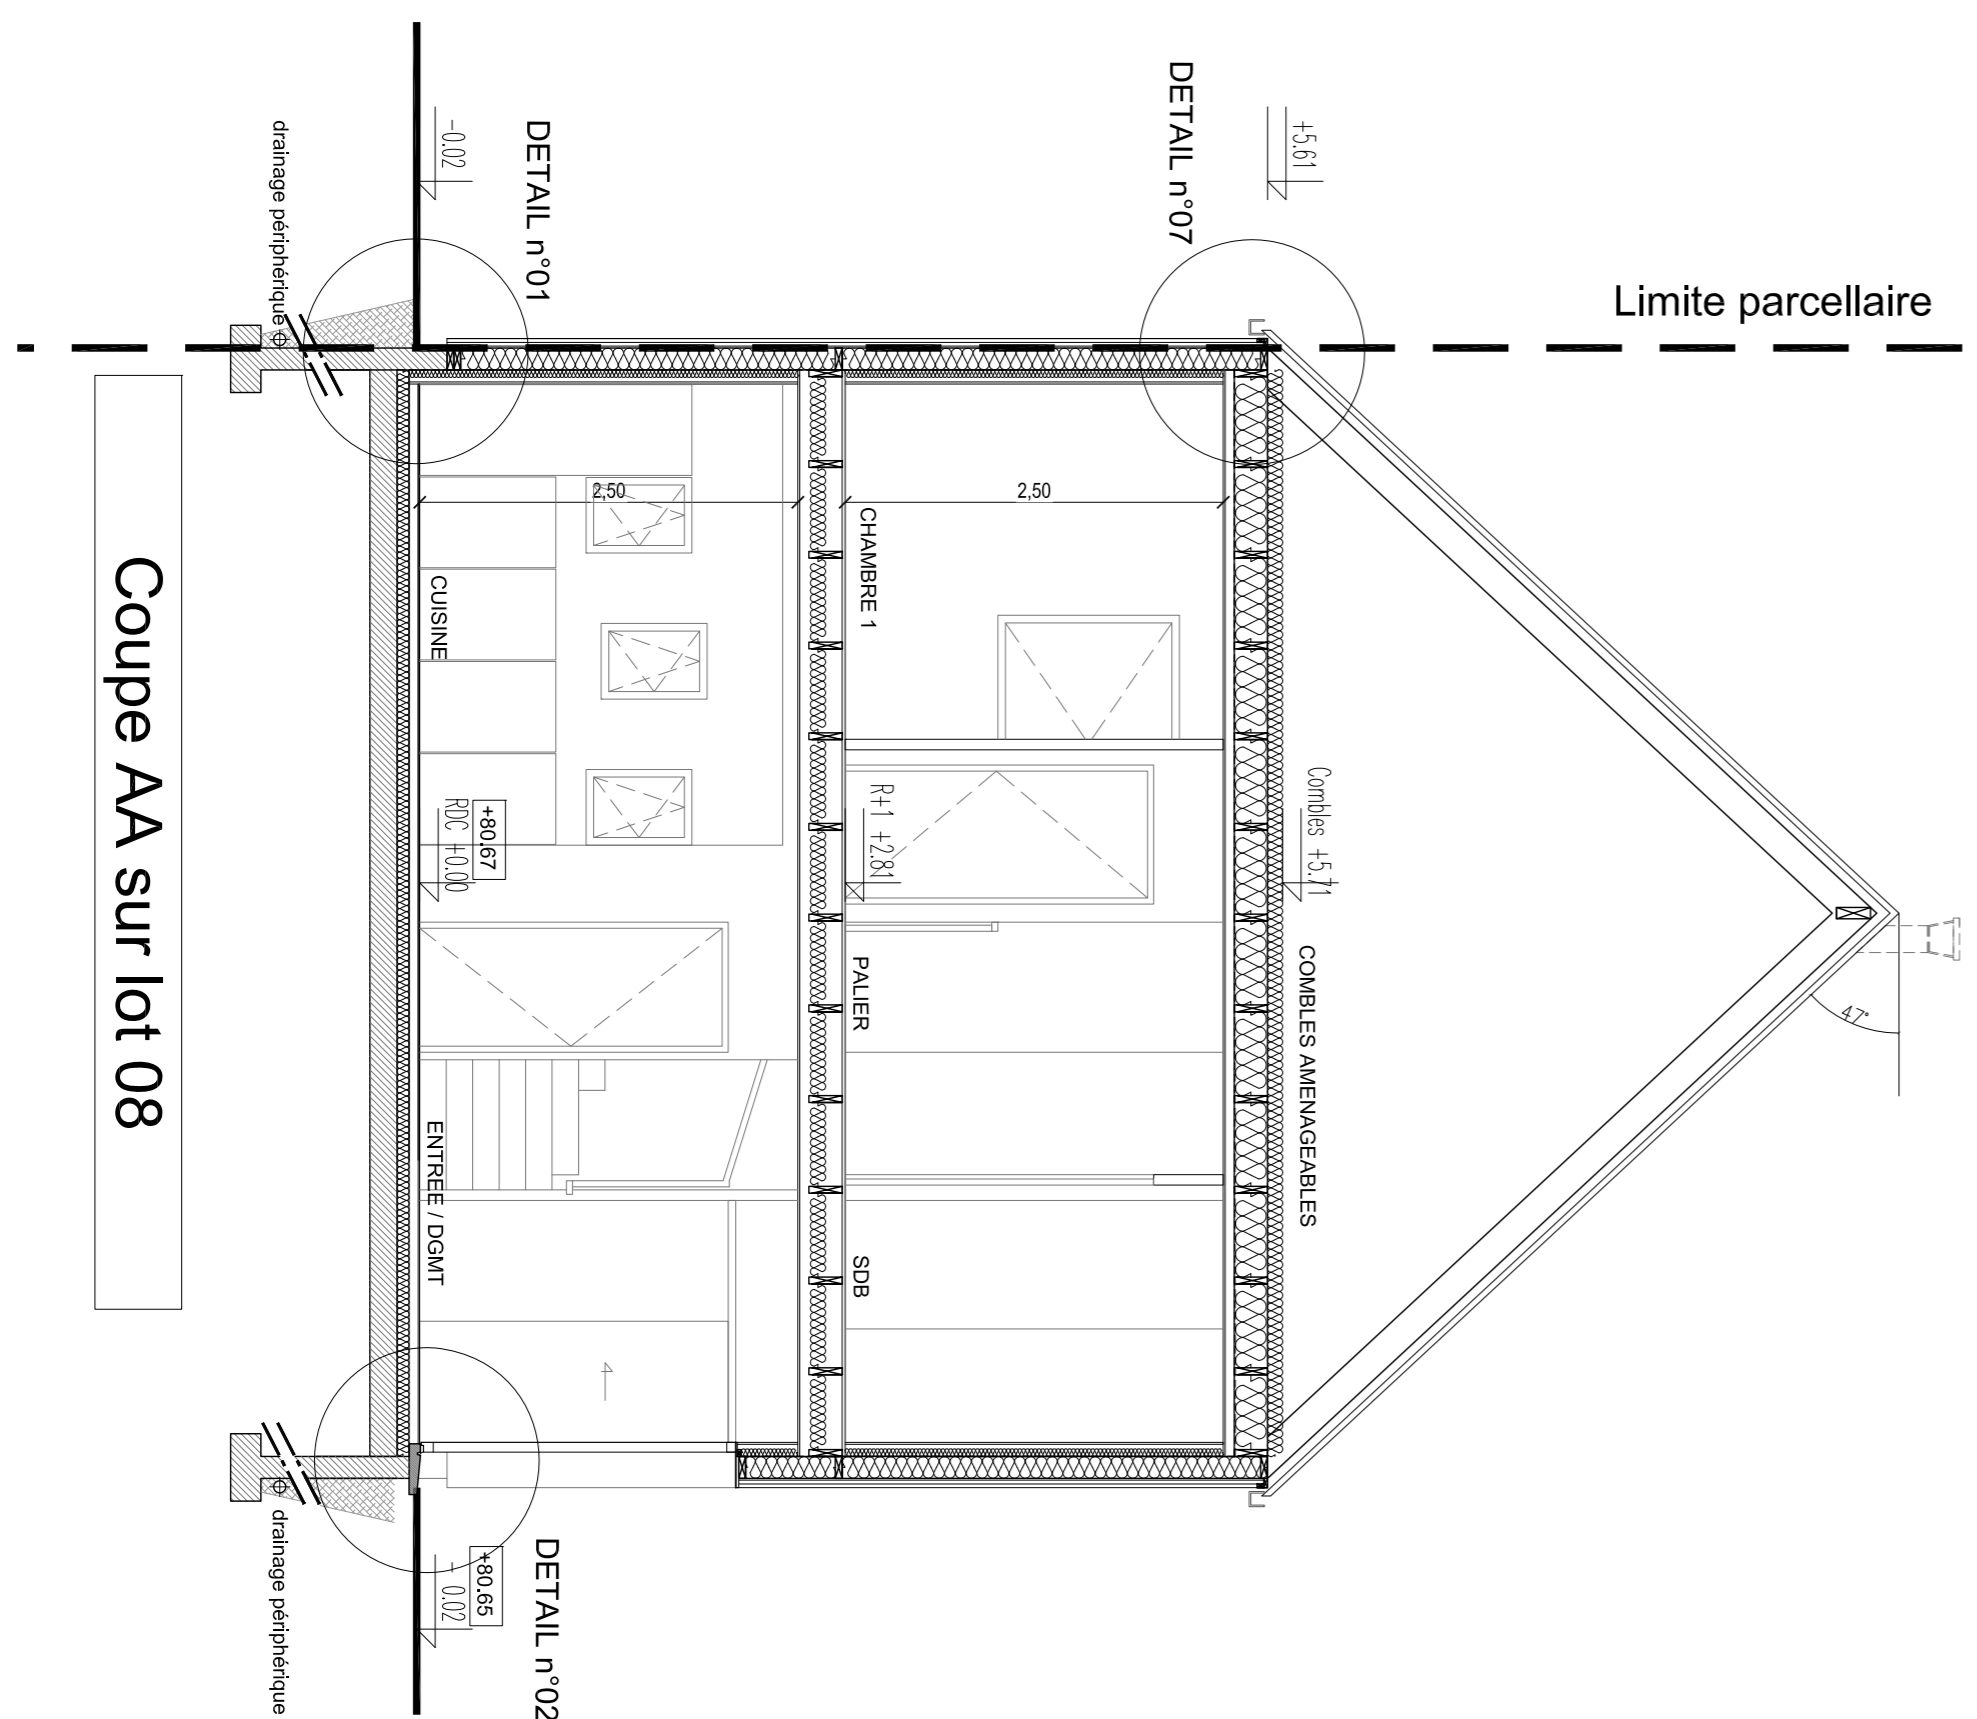 Limite parcellaire
DETAIL n°07
+5.61
DETAIL n°01
-0.02
drainage périphérique
2,50
2,50
CHAMBRE 1
CUISINE
Combles +5.71
R+1 +2.81
+80.67
RDC +0.00
47°
COMBLES AMENAGEABLES
PALIER
ENTREE / DGMT
SDB
DETAIL n°02
+80.65
- 0.02
drainage périphérique
Coupe AA sur lot 08